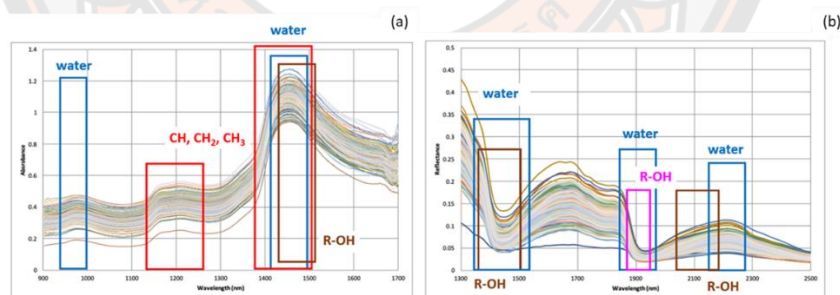 (a)
water
water
CH, CH₂, CH₃
R-OH
Absorbance
1.4
1.2
1
0.8
0.6
0.4
0.2
0
900
1000
1100
1200
1300
1400
1500
1600
1700
Wavelength (nm)
(b)
water
water
water
R-OH
R-OH
R-OH
Reflectance
0.5
0.45
0.4
0.35
0.3
0.25
0.2
0.15
0.1
0.05
0
1300
1500
1700
1900
2100
2300
2500
Wavelength (nm)